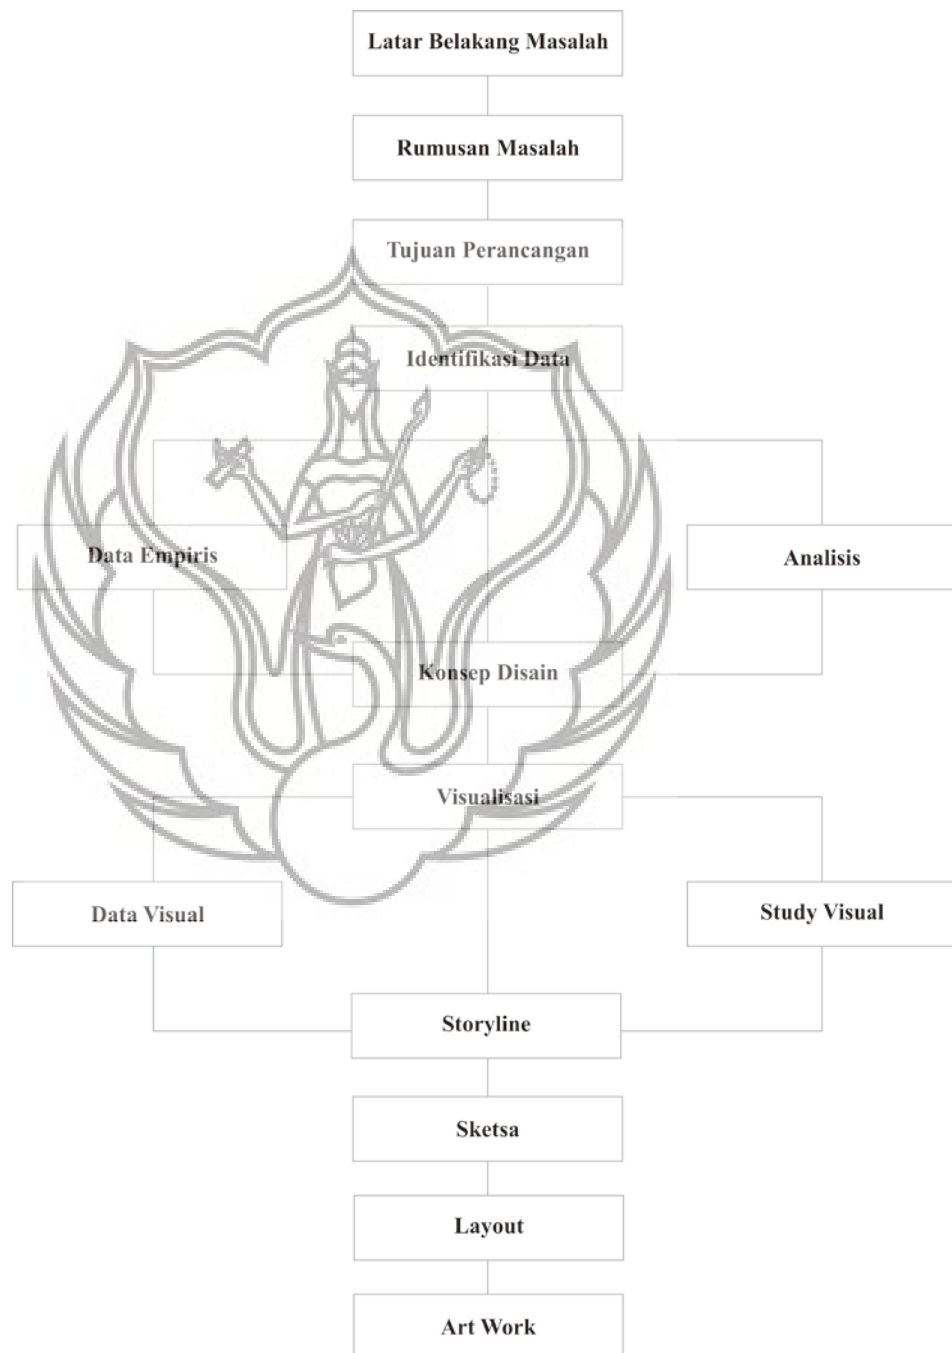 Latar Belakang Masalah
Rumusan Masalah
Tujuan Perancangan
Identifikasi Data
Data Empiris
Analisis
Konsep Disain
Visualisasi
Data Visual
Study Visual
Storyline
Sketsa
Layout
Art Work